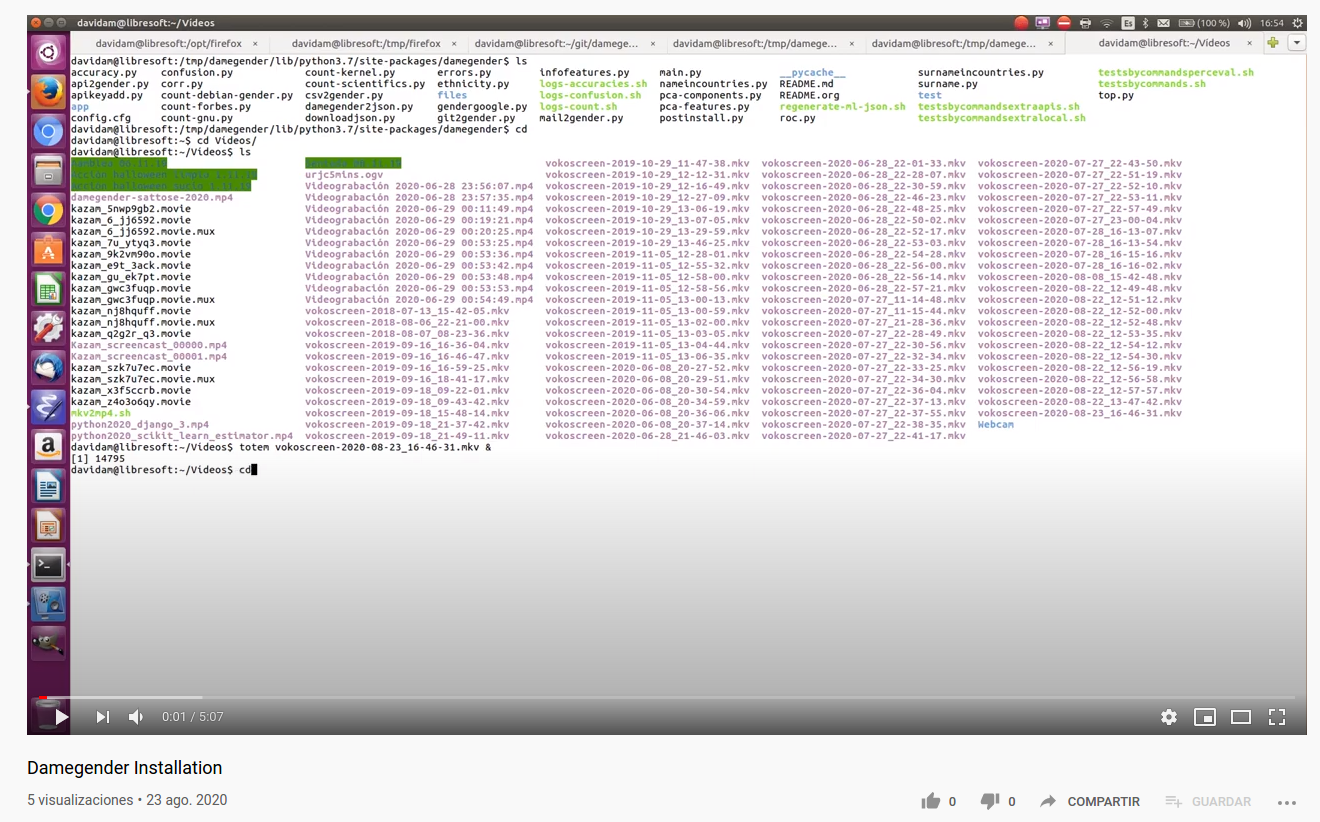 davidam@libresoft:~/Videos
Es
(100 %)
16:54
davidam@libresoft:/opt/firefox × davidam@libresoft:/tmp/firefox × davidam@libresoft:~/git/damege... × davidam@libresoft:/tmp/damege... × davidam@libresoft:/tmp/damege... × davidam@libresoft:~/Videos ×
davidam@libresoft:/tmp/damegender/lib/python3.7/site-packages/damegender$ ls
accuracy.py confusion.py count-kernel.py errors.py infofeatures.py main.py __pycache__ surnameincountries.py testsbycommandsperceval.sh
api2gender.py corr.py count-scientifics.py ethnicity.py logs-accuracies.sh nameincountries.py README.md surname.py testsbycommands.sh
apikeyadd.py count-debian-gender.py csv2gender.py files logs-confusion.sh pca-components.py README.org test top.py
app count-forbes.py damegender2json.py gendergoogle.py logs-count.sh pca-features.py regenerate-ml-json.sh testsbycommandsextraapis.sh
config.cfg count-gnu.py downloadjson.py git2gender.py mail2gender.py postinstall.py roc.py testsbycommandsextralocal.sh
davidam@libresoft:/tmp/damegender/lib/python3.7/site-packages/damegender$ cd
davidam@libresoft:~$ cd Videos/
davidam@libresoft:~/Videos$ ls
vokoscreen-2019-10-29_11-47-38.mkv vokoscreen-2020-06-28_22-01-33.mkv vokoscreen-2020-07-27_22-43-50.mkv
urjc5mins.ogv vokoscreen-2019-10-29_12-12-31.mkv vokoscreen-2020-06-28_22-28-07.mkv vokoscreen-2020-07-27_22-51-19.mkv
Videograbación 2020-06-28 23:56:07.mp4 vokoscreen-2019-10-29_12-16-49.mkv vokoscreen-2020-06-28_22-30-59.mkv vokoscreen-2020-07-27_22-52-10.mkv
damegender-sattose-2020.mp4 Videograbación 2020-06-28 23:57:35.mp4 vokoscreen-2019-10-29_12-27-09.mkv vokoscreen-2020-06-28_22-46-23.mkv vokoscreen-2020-07-27_22-53-11.mkv
kazam_5nwp9gb2.movie Videograbación 2020-06-29 00:11:49.mp4 vokoscreen-2019-10-29_13-06-19.mkv vokoscreen-2020-06-28_22-48-25.mkv vokoscreen-2020-07-27_22-57-49.mkv
kazam_6_jj6592.movie Videograbación 2020-06-29 00:19:21.mp4 vokoscreen-2019-10-29_13-07-05.mkv vokoscreen-2020-06-28_22-50-02.mkv vokoscreen-2020-07-27_23-00-04.mkv
kazam_6_jj6592.movie.mux Videograbación 2020-06-29 00:20:25.mp4 vokoscreen-2019-10-29_13-29-59.mkv vokoscreen-2020-06-28_22-52-17.mkv vokoscreen-2020-07-28_16-13-07.mkv
kazam_7u_ytyq3.movie Videograbación 2020-06-29 00:53:25.mp4 vokoscreen-2019-10-29_13-46-25.mkv vokoscreen-2020-06-28_22-53-03.mkv vokoscreen-2020-07-28_16-13-54.mkv
kazam_9k2vm90o.movie Videograbación 2020-06-29 00:53:36.mp4 vokoscreen-2019-11-05_12-28-01.mkv vokoscreen-2020-06-28_22-54-28.mkv vokoscreen-2020-07-28_16-15-16.mkv
kazam_e9t_3ack.movie Videograbación 2020-06-29 00:53:42.mp4 vokoscreen-2019-11-05_12-55-32.mkv vokoscreen-2020-06-28_22-56-00.mkv vokoscreen-2020-07-28_16-16-02.mkv
kazam_gu_ek7pt.movie Videograbación 2020-06-29 00:53:48.mp4 vokoscreen-2019-11-05_12-58-00.mkv vokoscreen-2020-06-28_22-56-14.mkv vokoscreen-2020-08-18_15-42-48.mkv
kazam_gwc3fuqp.movie Videograbación 2020-06-29 00:53:53.mp4 vokoscreen-2019-11-05_12-58-56.mkv vokoscreen-2020-06-28_22-57-21.mkv vokoscreen-2020-08-22_12-49-48.mkv
kazam_gwc3fuqp.movie.mux Videograbación 2020-06-29 00:54:49.mp4 vokoscreen-2019-11-05_13-00-13.mkv vokoscreen-2020-07-27_11-14-48.mkv vokoscreen-2020-08-22_12-51-12.mkv
kazam_nj8hquff.movie vokoscreen-2018-07-13_15-42-05.mkv vokoscreen-2019-11-05_13-00-59.mkv vokoscreen-2020-07-27_11-15-44.mkv vokoscreen-2020-08-22_12-52-00.mkv
kazam_nj8hquff.movie.mux vokoscreen-2018-08-06_22-21-00.mkv vokoscreen-2019-11-05_13-02-00.mkv vokoscreen-2020-07-27_21-28-36.mkv vokoscreen-2020-08-22_12-52-48.mkv
kazam_q2g2r_q3.movie vokoscreen-2018-08-07_08-23-36.mkv vokoscreen-2019-11-05_13-03-05.mkv vokoscreen-2020-07-27_22-28-49.mkv vokoscreen-2020-08-22_12-53-35.mkv
Kazam_screencast_00000.mp4 vokoscreen-2019-09-16_16-36-04.mkv vokoscreen-2019-11-05_13-04-44.mkv vokoscreen-2020-07-27_22-30-56.mkv vokoscreen-2020-08-22_12-54-12.mkv
Kazam_screencast_00001.mp4 vokoscreen-2019-09-16_16-46-47.mkv vokoscreen-2019-11-05_13-06-35.mkv vokoscreen-2020-07-27_22-32-34.mkv vokoscreen-2020-08-22_12-54-30.mkv
kazam_szk7u7ec.movie vokoscreen-2019-09-16_16-59-25.mkv vokoscreen-2020-06-08_20-27-52.mkv vokoscreen-2020-07-27_22-33-25.mkv vokoscreen-2020-08-22_12-56-19.mkv
kazam_szk7u7ec.movie.mux vokoscreen-2019-09-16_18-41-17.mkv vokoscreen-2020-06-08_20-29-51.mkv vokoscreen-2020-07-27_22-34-30.mkv vokoscreen-2020-08-22_12-56-58.mkv
kazam_x3f5ccrb.movie vokoscreen-2019-09-18_09-22-01.mkv vokoscreen-2020-06-08_20-30-54.mkv vokoscreen-2020-07-27_22-36-04.mkv vokoscreen-2020-08-22_12-57-57.mkv
kazam_z4o3o6qy.movie vokoscreen-2019-09-18_09-43-42.mkv vokoscreen-2020-06-08_20-34-59.mkv vokoscreen-2020-07-27_22-37-13.mkv vokoscreen-2020-08-22_13-47-42.mkv
mkv2mp4.sh vokoscreen-2019-09-18_15-48-14.mkv vokoscreen-2020-06-08_20-36-06.mkv vokoscreen-2020-07-27_22-37-55.mkv vokoscreen-2020-08-23_16-46-31.mkv
python2020_django_3.mp4 vokoscreen-2019-09-18_21-37-42.mkv vokoscreen-2020-06-08_20-37-14.mkv vokoscreen-2020-07-27_22-38-35.mkv Webcam
python2020_scikit_learn_estimator.mp4 vokoscreen-2019-09-18_21-49-11.mkv vokoscreen-2020-06-28_21-46-03.mkv vokoscreen-2020-07-27_22-41-17.mkv
davidam@libresoft:~/Videos$ totem vokoscreen-2020-08-23_16-46-31.mkv &
[1] 14795
davidam@libresoft:~/Videos$ cd
0:01 / 5:07
Damegender Installation
5 visualizaciones • 23 ago. 2020
0 0 COMPARTIR GUARDAR